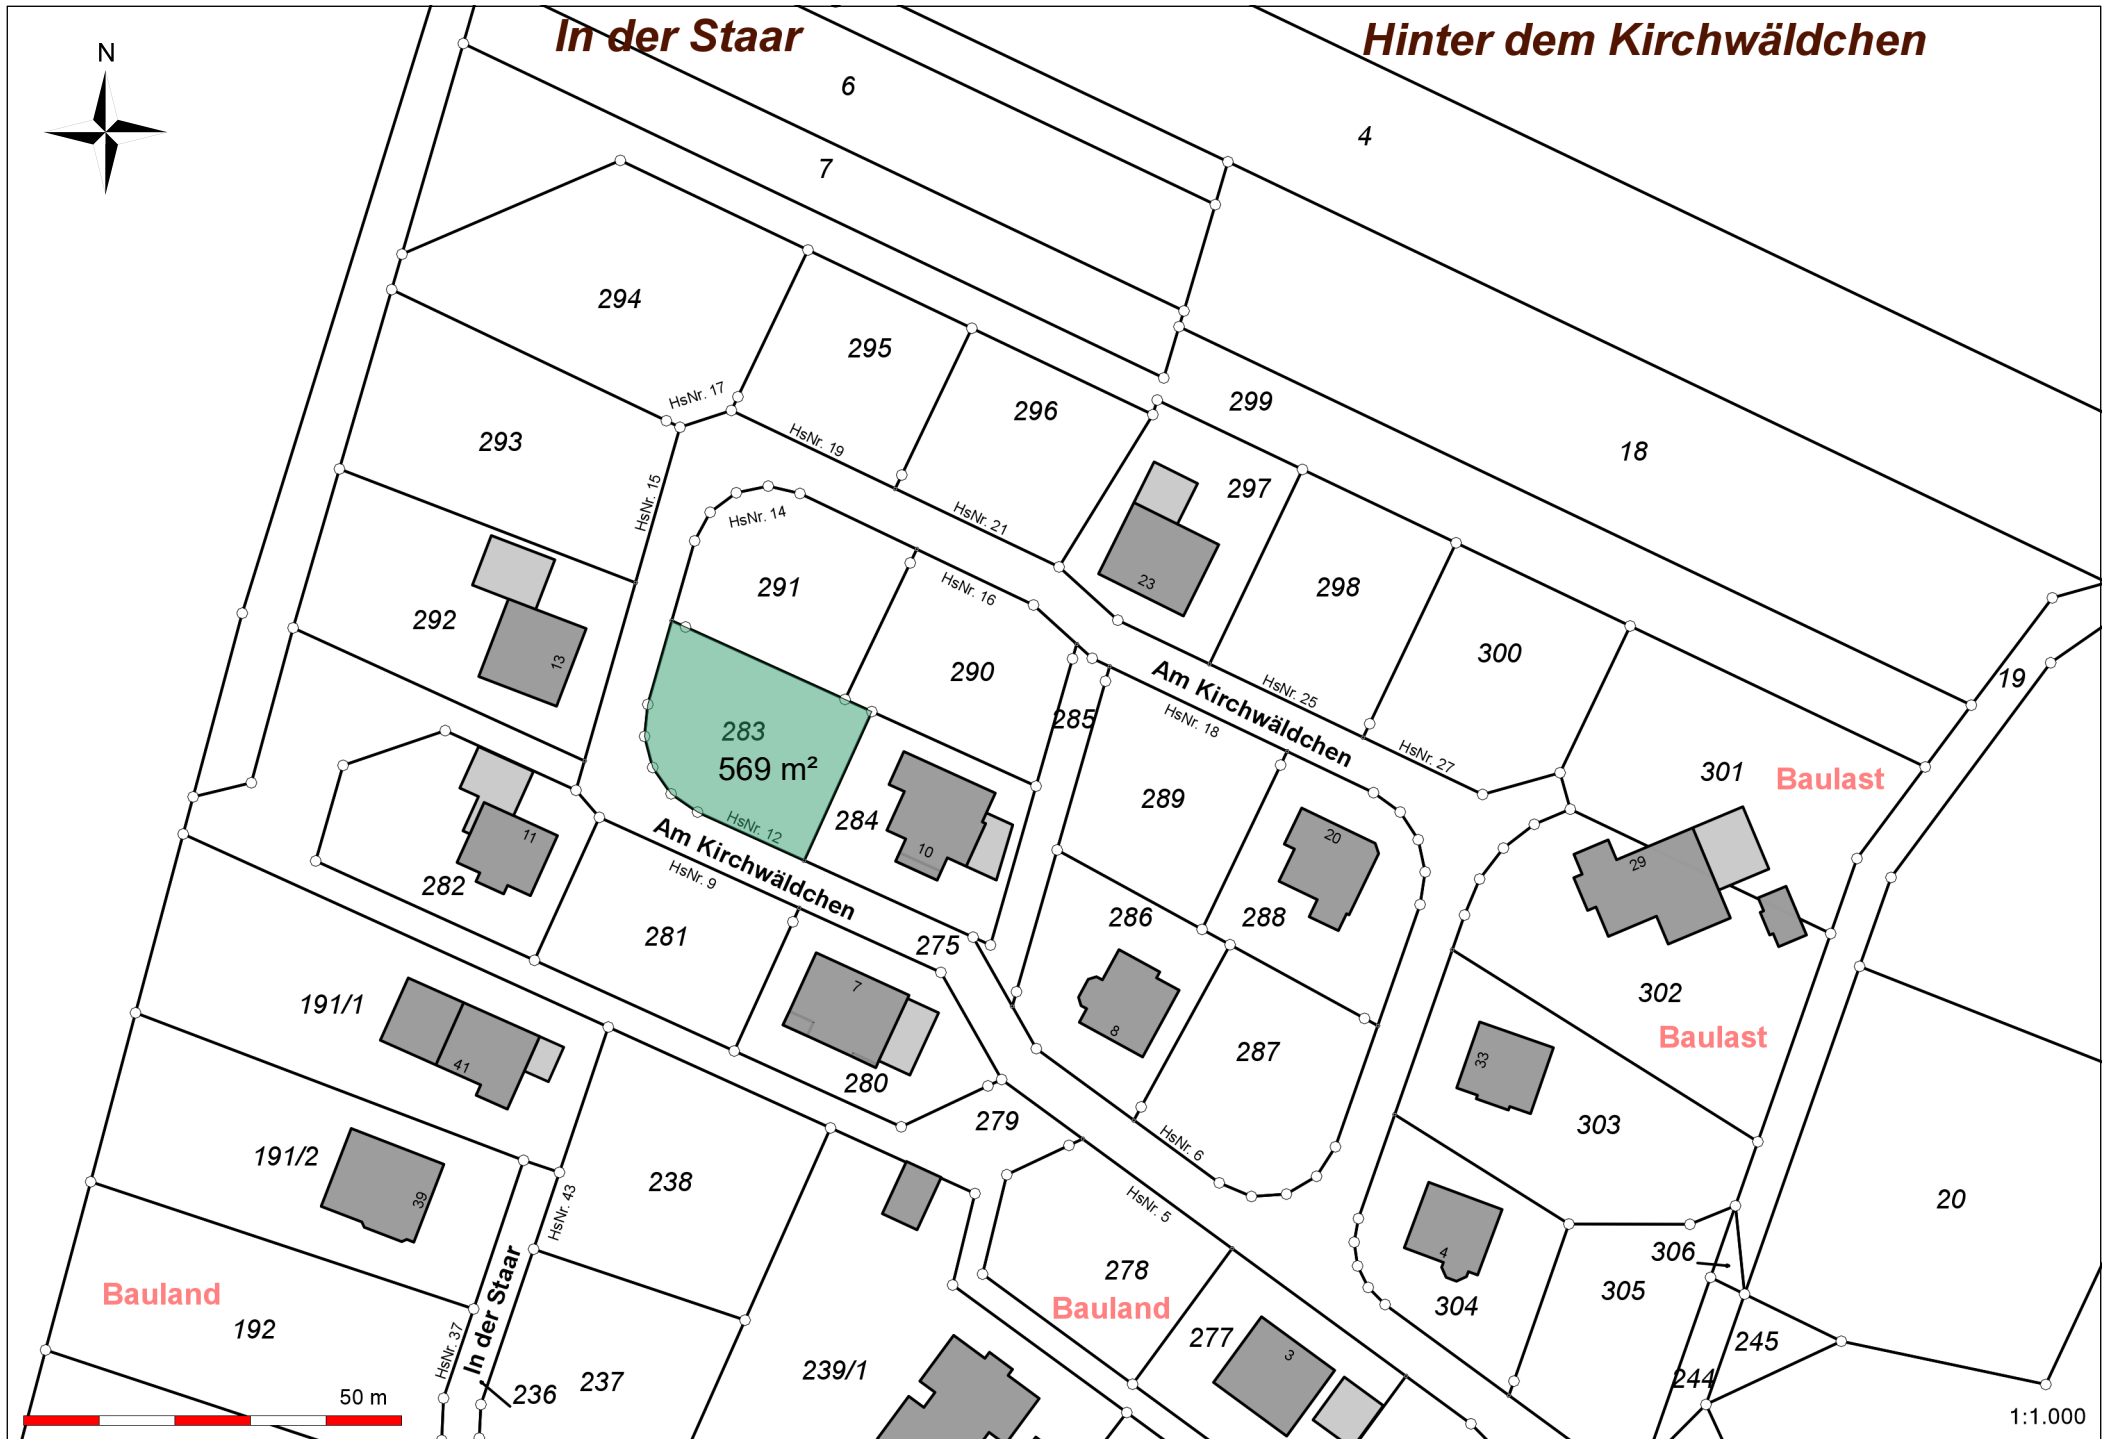 In der Staar
Hinter dem Kirchwäldchen
N
6
4
7
294
295
HsNr. 17
299
296
HsNr. 19
293
18
297
HsNr. 15
HsNr. 14
HsNr. 21
23
291
HsNr. 16
298
292
13
300
290
Am Kirchwäldchen
19
HsNr. 25
285
HsNr. 18
283
569 m²
HsNr. 27
301
Baulast
289
HsNr. 12
284
Am Kirchwäldchen
11
20
10
29
HsNr. 9
282
286
288
281
275
7
302
191/1
8
Baulast
287
33
41
280
279
303
191/2
HsNr. 6
238
39
HsNr. 43
HsNr. 5
20
4
306
278
Bauland
305
Bauland
304
192
In der Staar
277
3
245
HsNr. 37
239/1
237
236
244
50 m
1:1.000